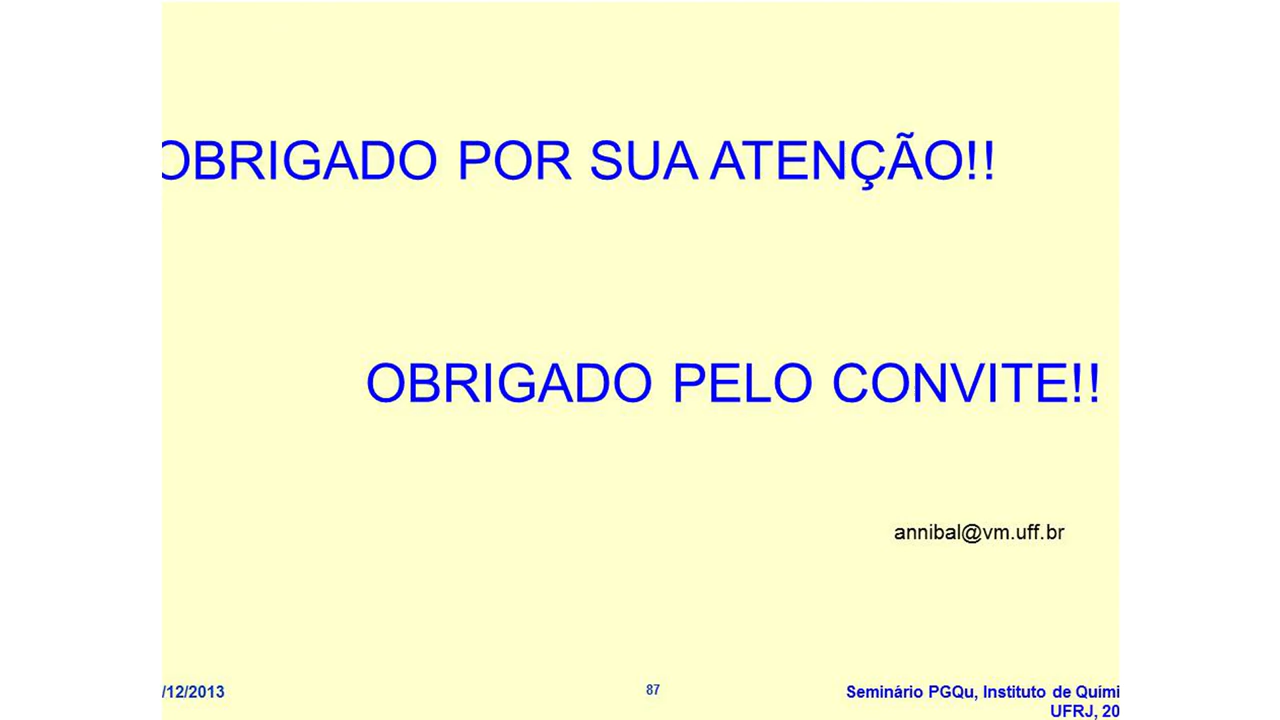 OBRIGADO POR SUA ATENÇÃO!!
OBRIGADO PELO CONVITE!!
annibal@vm.uff.br
/12/2013
87
Seminário PGQu, Instituto de Quími
UFRJ, 20